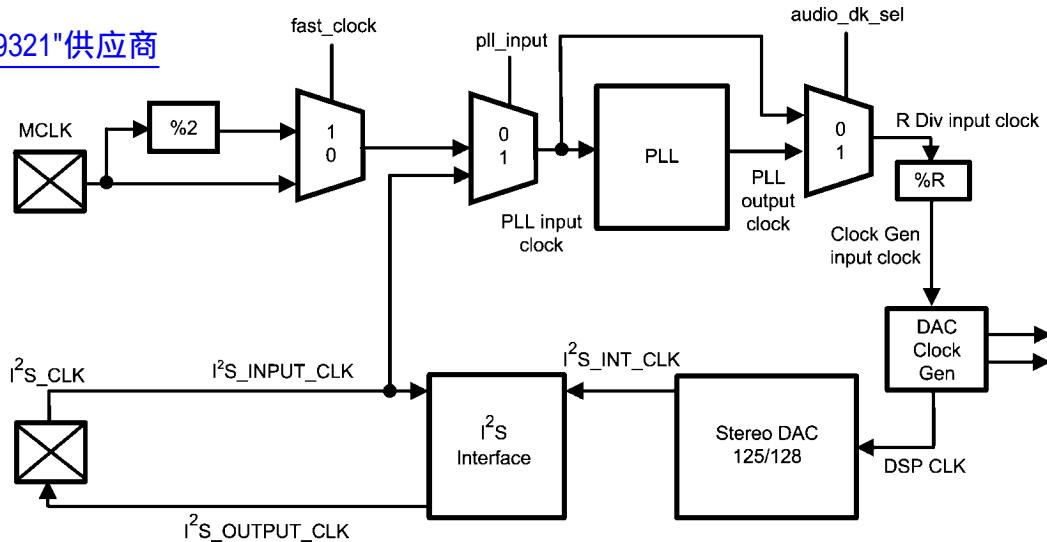 9321"供应商
fast_clock
pll_input
audio_dk_sel
MCLK
%2
1
0
0
1
PLL
0
1
R Div input clock
%R
PLL input
clock
PLL
output
clock
Clock Gen
input clock
DAC
Clock
Gen
I²S_CLK
I²S_INPUT_CLK
I²S_INT_CLK
I²S
Interface
Stereo DAC
125/128
DSP CLK
I²S_OUTPUT_CLK